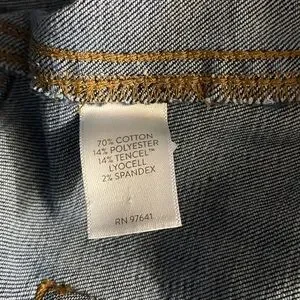 70% COTTON
14% POLYESTER
14% TENCEL™
LYOCELL
2% SPANDEX
RN 97641